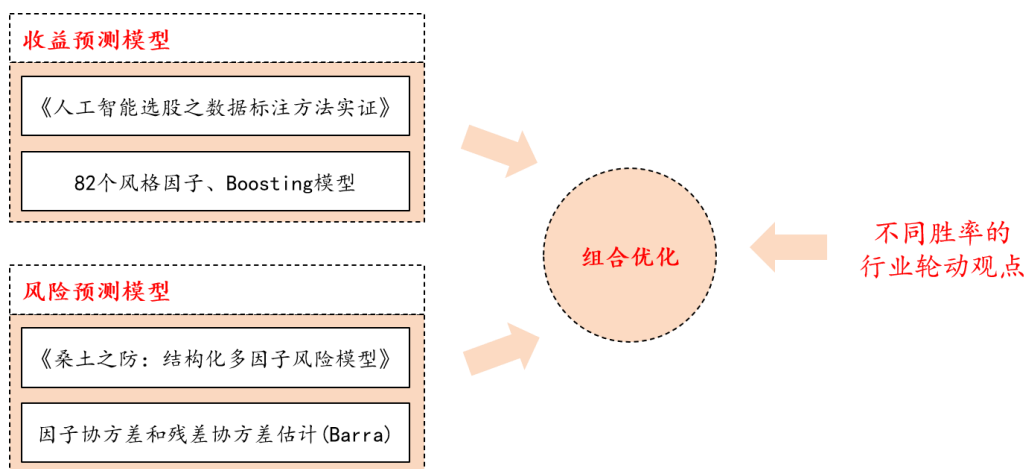 收益预测模型
《人工智能选股之数据标注方法实证》
82个风格因子、Boosting模型
风险预测模型
《桑土之防：结构化多因子风险模型》
因子协方差和残差协方差估计(Barra)
组合优化
不同胜率的
行业轮动观点